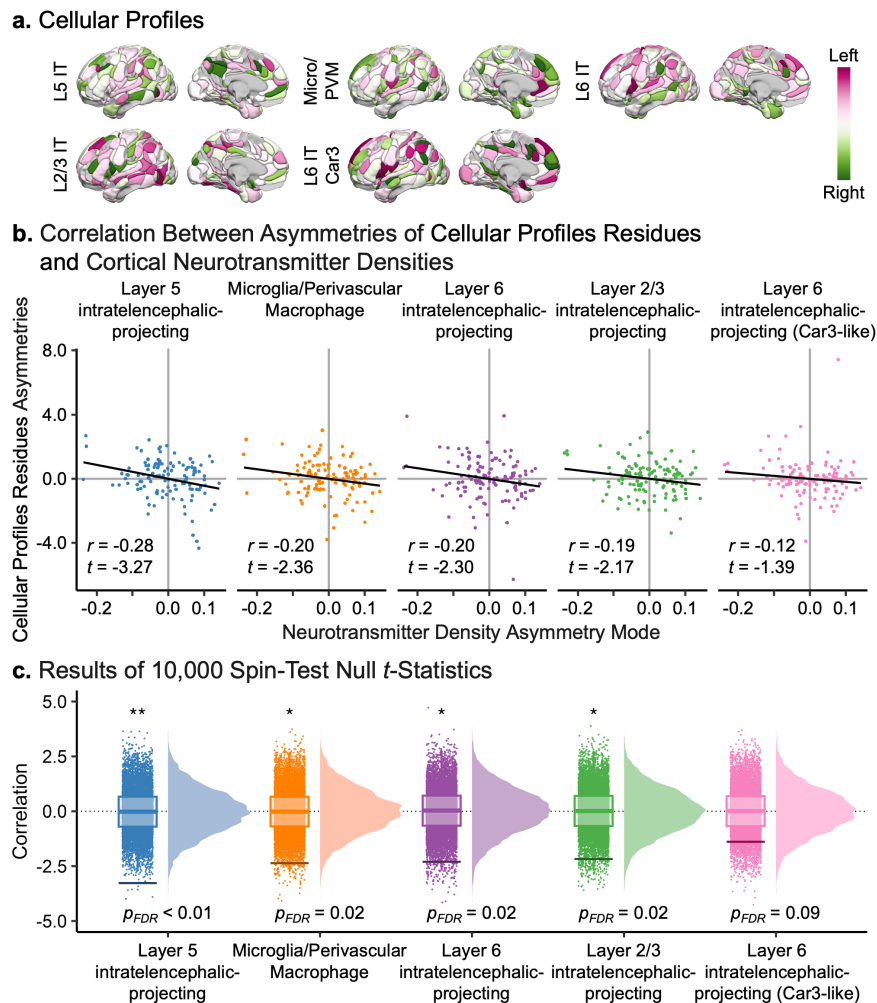 a. Cellular Profiles
L5 IT
Micro/
PVM
L6 IT
Left
Right
L2/3 IT
L6 IT
Car3
b. Correlation Between Asymmetries of Cellular Profiles Residues
and Cortical Neurotransmitter Densities
Layer 5
intratelencephalic-
projecting
Microglia/Perivascular
Macrophage
Layer 6
intratelencephalic-
projecting
Layer 2/3
intratelencephalic-
projecting
Layer 6
intratelencephalic-
projecting (Car3-like)
Cellular Profiles Residues Asymmetries
8.0
4.0
0.0
-4.0
r = -0.28
t = -3.27
r = -0.20
t = -2.36
r = -0.20
t = -2.30
r = -0.19
t = -2.17
r = -0.12
t = -1.39
-0.2 0.0 0.1
-0.2 0.0 0.1
-0.2 0.0 0.1
-0.2 0.0 0.1
-0.2 0.0 0.1
Neurotransmitter Density Asymmetry Mode
c. Results of 10,000 Spin-Test Null t-Statistics
Correlation
5.0
2.5
0.0
-2.5
-5.0
** * * *
pFDR < 0.01
pFDR = 0.02
pFDR = 0.02
pFDR = 0.02
pFDR = 0.09
Layer 5
intratelencephalic-
projecting
Microglia/Perivascular
Macrophage
Layer 6
intratelencephalic-
projecting
Layer 2/3
intratelencephalic-
projecting
Layer 6
intratelencephalic-
projecting (Car3-like)